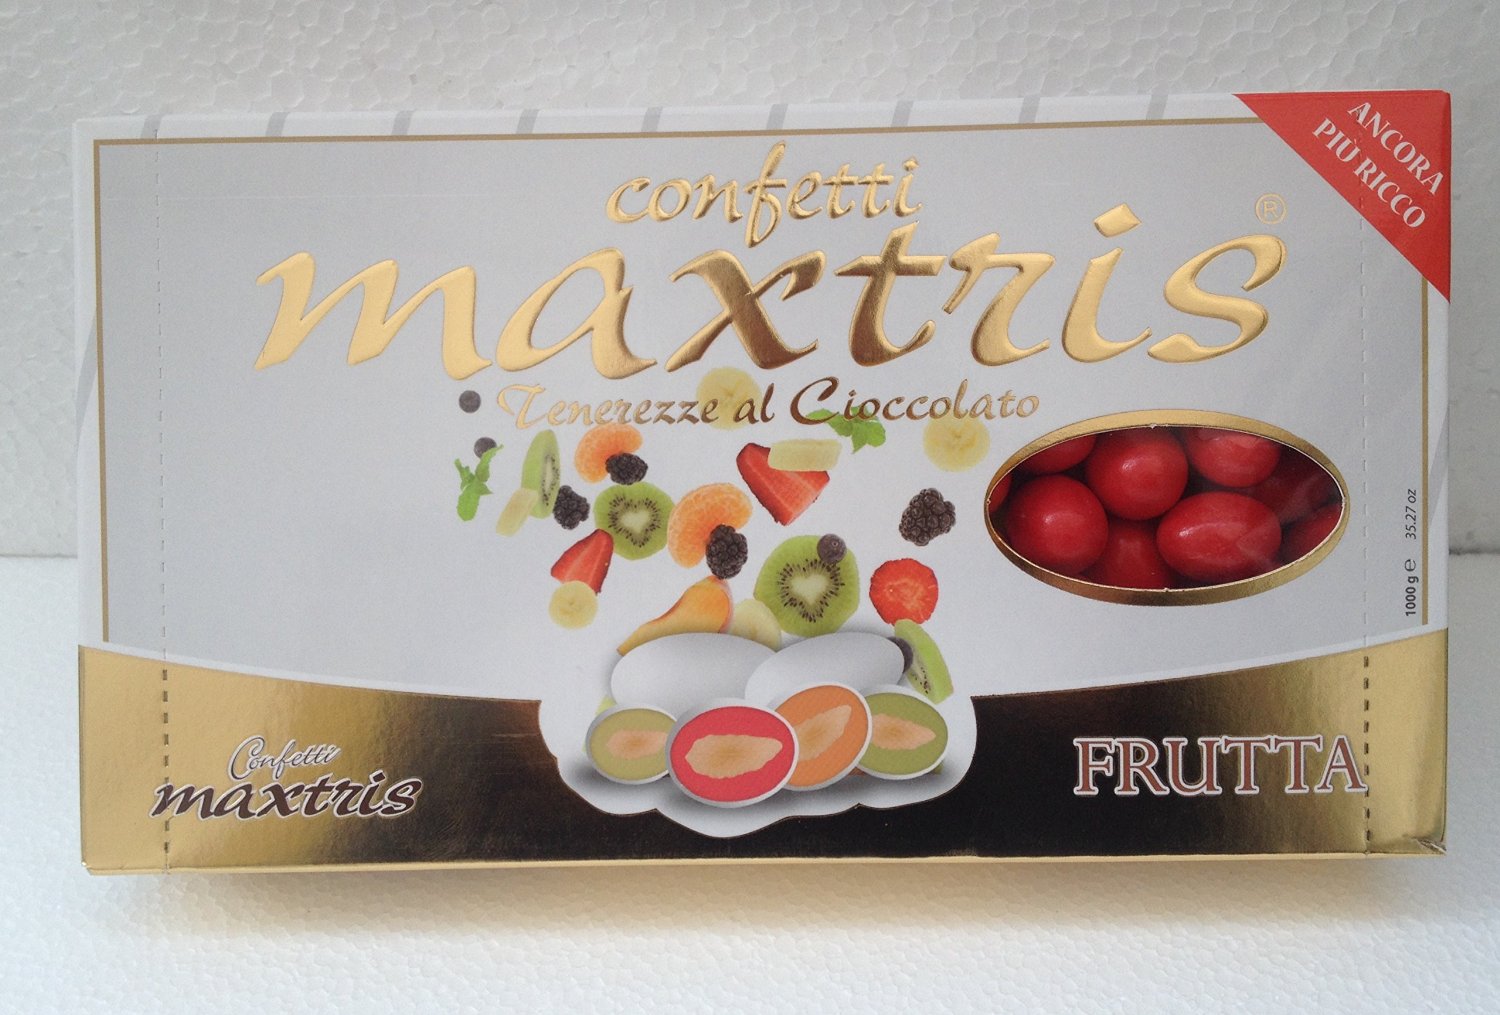 ANCORA
PIÙ RICCO
confetti
maxtris®
Tenerezze al Cioccolato
1000 g ℮ 35.27 oz
Confetti
maxtris
FRUTTA